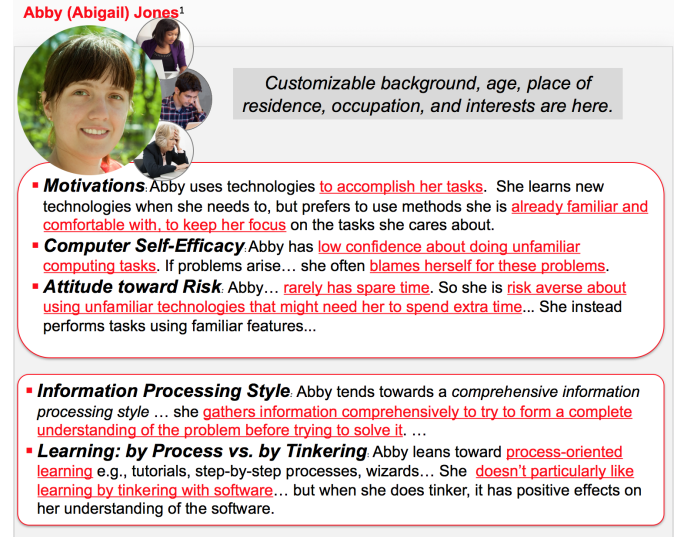 Abby (Abigail) Jones¹
Customizable background, age, place of
residence, occupation, and interests are here.
▪ Motivations: Abby uses technologies to accomplish her tasks. She learns new
technologies when she needs to, but prefers to use methods she is already familiar and
comfortable with, to keep her focus on the tasks she cares about.
▪ Computer Self-Efficacy: Abby has low confidence about doing unfamiliar
computing tasks. If problems arise… she often blames herself for these problems.
▪ Attitude toward Risk: Abby… rarely has spare time. So she is risk averse about
using unfamiliar technologies that might need her to spend extra time... She instead
performs tasks using familiar features...
▪ Information Processing Style: Abby tends towards a comprehensive information
processing style … she gathers information comprehensively to try to form a complete
understanding of the problem before trying to solve it. …
▪ Learning: by Process vs. by Tinkering: Abby leans toward process-oriented
learning e.g., tutorials, step-by-step processes, wizards… She doesn't particularly like
learning by tinkering with software… but when she does tinker, it has positive effects on
her understanding of the software.